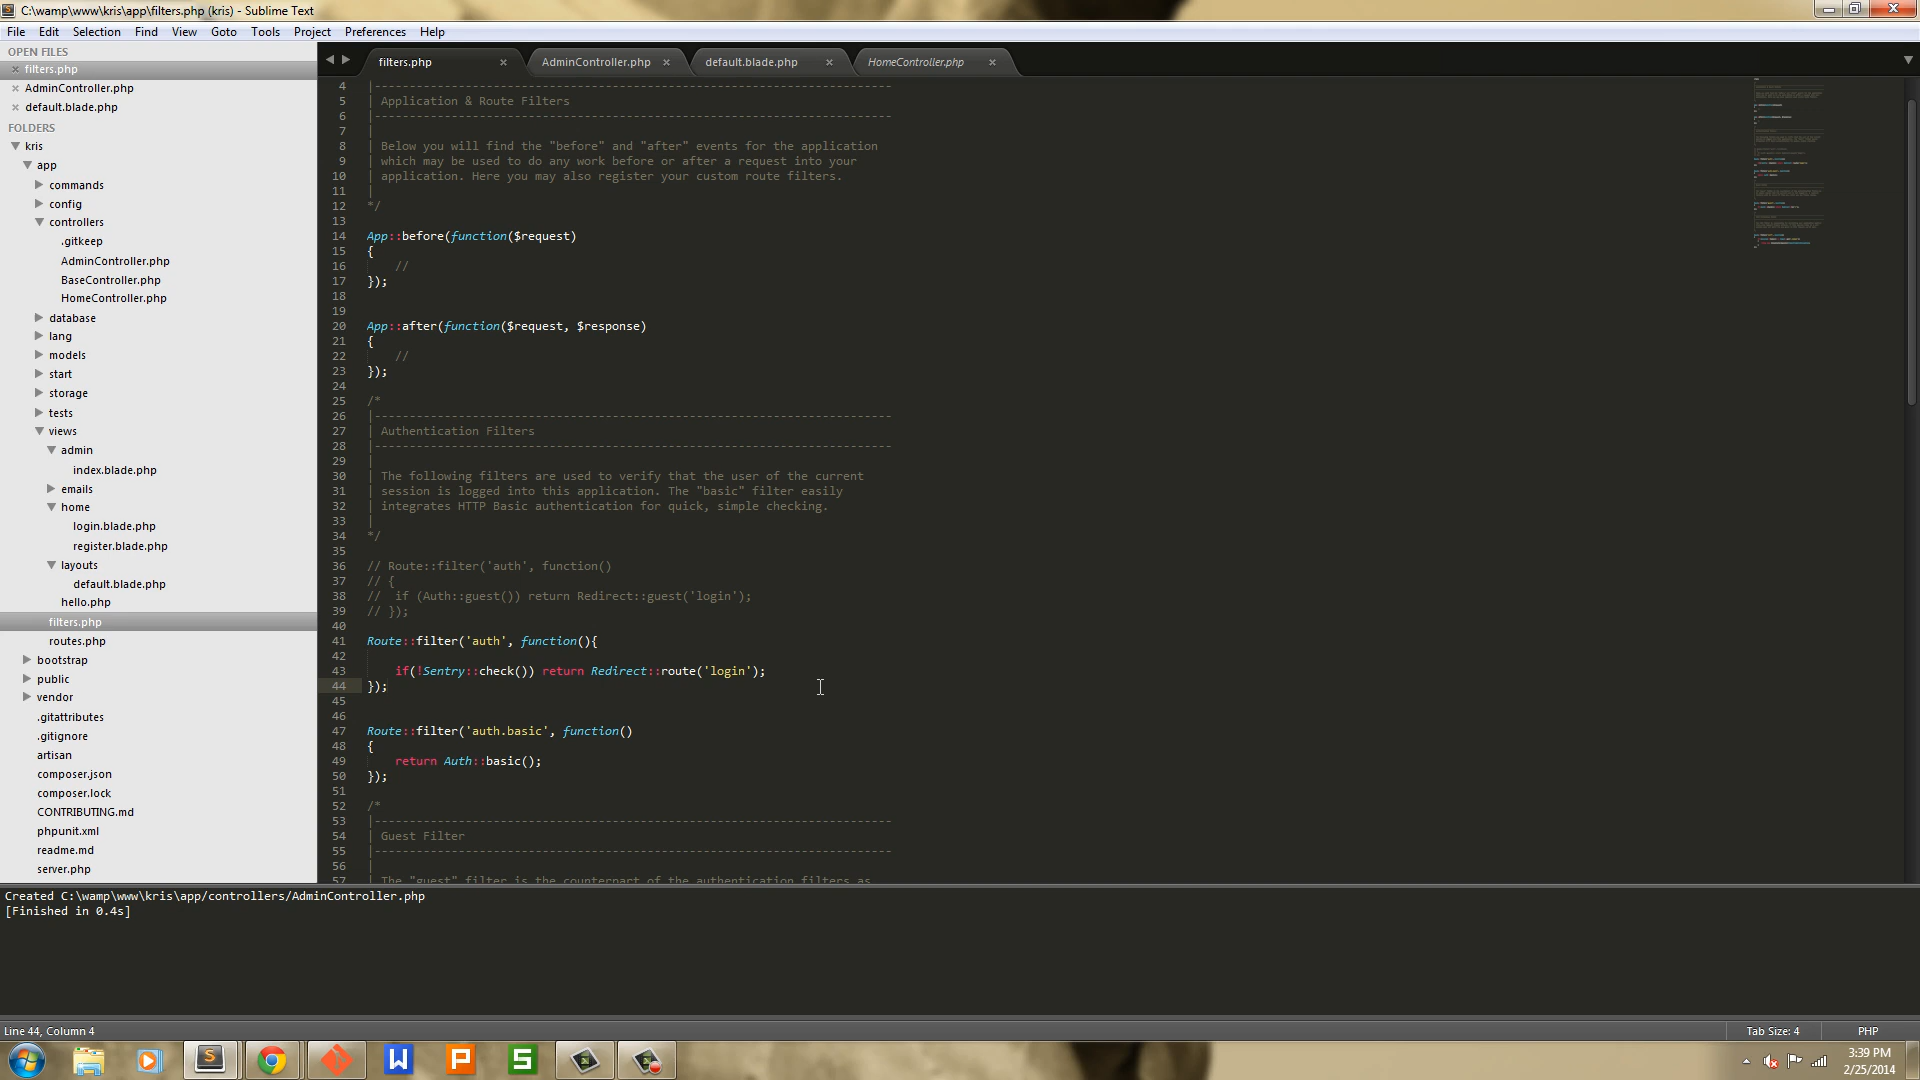 C:\wamp\www\kris\app\filters.php (kris) - Sublime Text
File Edit Selection Find View Goto Tools Project Preferences Help
OPEN FILES
filters.php
AdminController.php
default.blade.php
FOLDERS
kris
app
commands
config
controllers
.gitkeep
AdminController.php
BaseController.php
HomeController.php
database
lang
models
start
storage
tests
views
admin
index.blade.php
emails
home
login.blade.php
register.blade.php
layouts
default.blade.php
hello.php
filters.php
routes.php
bootstrap
public
vendor
.gitattributes
.gitignore
artisan
composer.json
composer.lock
CONTRIBUTING.md
phpunit.xml
readme.md
server.php
filters.php AdminController.php default.blade.php HomeController.php
4 |--------------------------------------------------------------------------
5 | Application & Route Filters
6 |--------------------------------------------------------------------------
7 |
8 | Below you will find the "before" and "after" events for the application
9 | which may be used to do any work before or after a request into your
10 | application. Here you may also register your custom route filters.
11 |
12 */
13
14 App::before(function($request)
15 {
16     //
17 });
18
19
20 App::after(function($request, $response)
21 {
22     //
23 });
24
25 /*
26 |--------------------------------------------------------------------------
27 | Authentication Filters
28 |--------------------------------------------------------------------------
29 |
30 | The following filters are used to verify that the user of the current
31 | session is logged into this application. The "basic" filter easily
32 | integrates HTTP Basic authentication for quick, simple checking.
33 |
34 */
35
36 // Route::filter('auth', function()
37 // {
38 //  if (Auth::guest()) return Redirect::guest('login');
39 // });
40
41 Route::filter('auth', function(){
42
43     if(!Sentry::check()) return Redirect::route('login');
44 });
45
46
47 Route::filter('auth.basic', function()
48 {
49     return Auth::basic();
50 });
51
52 /*
53 |--------------------------------------------------------------------------
54 | Guest Filter
55 |--------------------------------------------------------------------------
56 |
57 | The "guest" filter is the counterpart of the authentication filters as
Created C:\wamp\www\kris\app/controllers/AdminController.php
[Finished in 0.4s]
Line 44, Column 4
Tab Size: 4
PHP
3:39 PM
2/25/2014